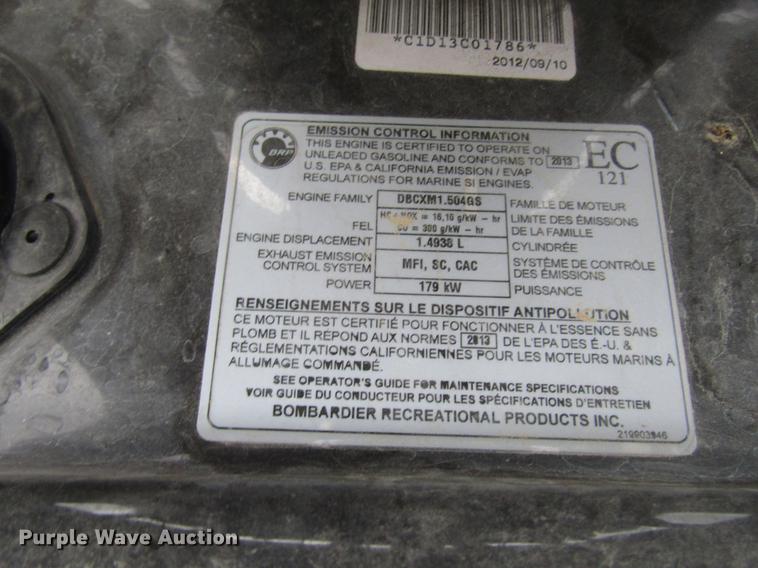 *C1D13C01786*
2012/09/10
BRP
EMISSION CONTROL INFORMATION
THIS ENGINE IS CERTIFIED TO OPERATE ON
UNLEADED GASOLINE AND CONFORMS TO 2013
U.S. EPA & CALIFORNIA EMISSION / EVAP
REGULATIONS FOR MARINE SI ENGINES.
EC
121
ENGINE FAMILY DBCXM1.504GS FAMILLE DE MOTEUR
FEL HC + NOX = 16,10 g/kW – hr LIMITE DES ÉMISSIONS
CO = 300 g/kW – hr DE LA FAMILLE
ENGINE DISPLACEMENT 1.4938 L CYLINDRÉE
EXHAUST EMISSION MFI, SC, CAC SYSTÈME DE CONTRÔLE
CONTROL SYSTEM DES ÉMISSIONS
POWER 179 kW PUISSANCE
RENSEIGNEMENTS SUR LE DISPOSITIF ANTIPOLLUTION
CE MOTEUR EST CERTIFIÉ POUR FONCTIONNER À L'ESSENCE SANS
PLOMB ET IL RÉPOND AUX NORMES 2013 DE L'EPA DES É.-U. &
RÉGLEMENTATIONS CALIFORNIENNES POUR LES MOTEURS MARINS À
ALLUMAGE COMMANDÉ.
SEE OPERATOR'S GUIDE FOR MAINTENANCE SPECIFICATIONS
VOIR GUIDE DU CONDUCTEUR POUR LES SPÉCIFICATIONS D'ENTRETIEN
BOMBARDIER RECREATIONAL PRODUCTS INC.
219903946
Purple Wave Auction